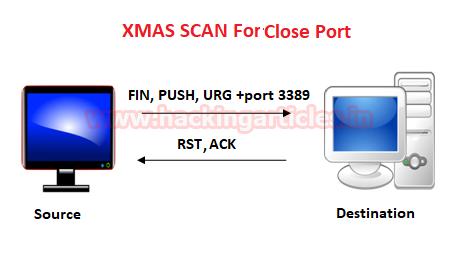 XMAS SCAN For Close Port
FIN, PUSH, URG +port 3389
www.hackingarticles.in
RST, ACK
Source
Destination